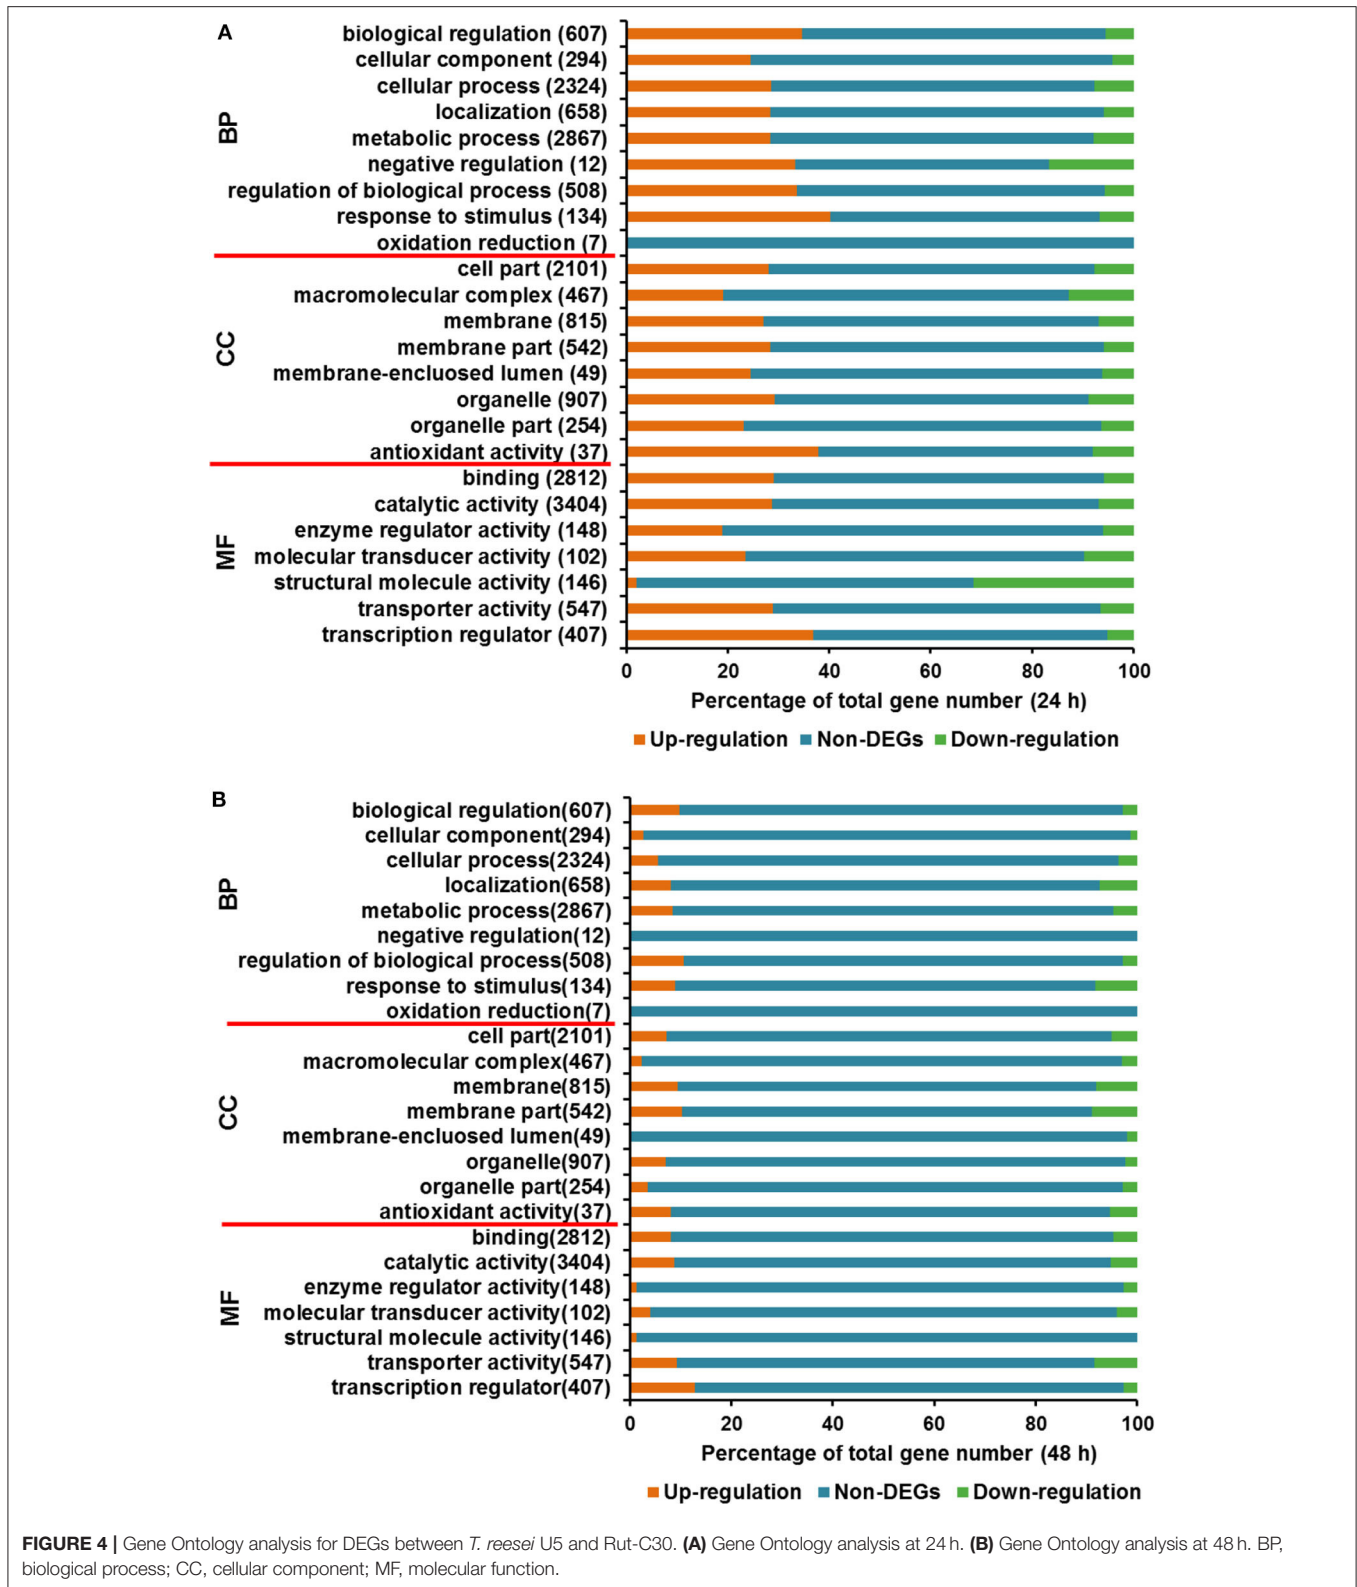 A
BP
biological regulation (607)
cellular component (294)
cellular process (2324)
localization (658)
metabolic process (2867)
negative regulation (12)
regulation of biological process (508)
response to stimulus (134)
oxidation reduction (7)
CC
cell part (2101)
macromolecular complex (467)
membrane (815)
membrane part (542)
membrane-encluosed lumen (49)
organelle (907)
organelle part (254)
antioxidant activity (37)
MF
binding (2812)
catalytic activity (3404)
enzyme regulator activity (148)
molecular transducer activity (102)
structural molecule activity (146)
transporter activity (547)
transcription regulator (407)
0 20 40 60 80 100
Percentage of total gene number (24 h)
Up-regulation Non-DEGs Down-regulation
B
BP
biological regulation(607)
cellular component(294)
cellular process(2324)
localization(658)
metabolic process(2867)
negative regulation(12)
regulation of biological process(508)
response to stimulus(134)
oxidation reduction(7)
CC
cell part(2101)
macromolecular complex(467)
membrane(815)
membrane part(542)
membrane-encluosed lumen(49)
organelle(907)
organelle part(254)
antioxidant activity(37)
MF
binding(2812)
catalytic activity(3404)
enzyme regulator activity(148)
molecular transducer activity(102)
structural molecule activity(146)
transporter activity(547)
transcription regulator(407)
0 20 40 60 80 100
Percentage of total gene number (48 h)
Up-regulation Non-DEGs Down-regulation
FIGURE 4 | Gene Ontology analysis for DEGs between T. reesei U5 and Rut-C30. (A) Gene Ontology analysis at 24 h. (B) Gene Ontology analysis at 48 h. BP,
biological process; CC, cellular component; MF, molecular function.